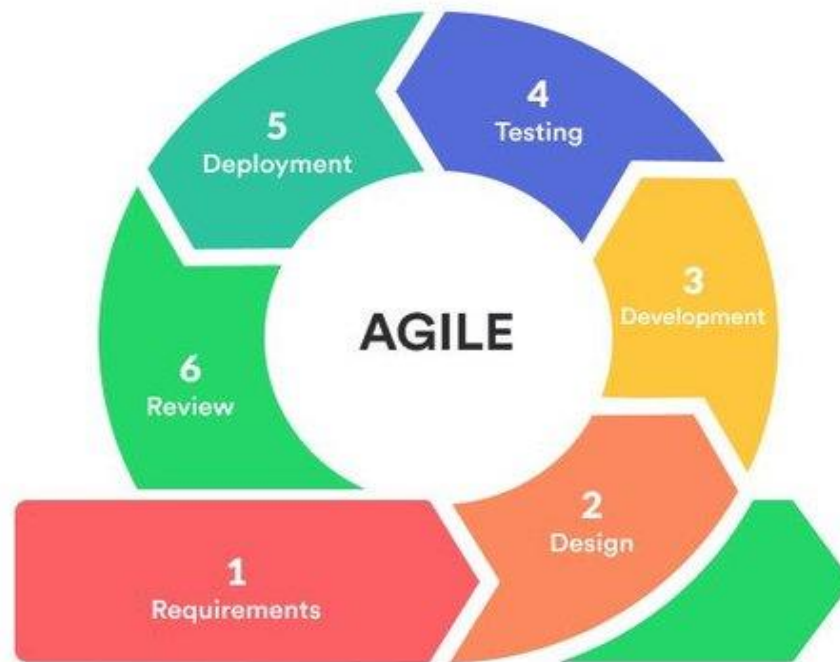 4
Testing
5
Deployment
3
Development
AGILE
6
Review
2
Design
1
Requirements